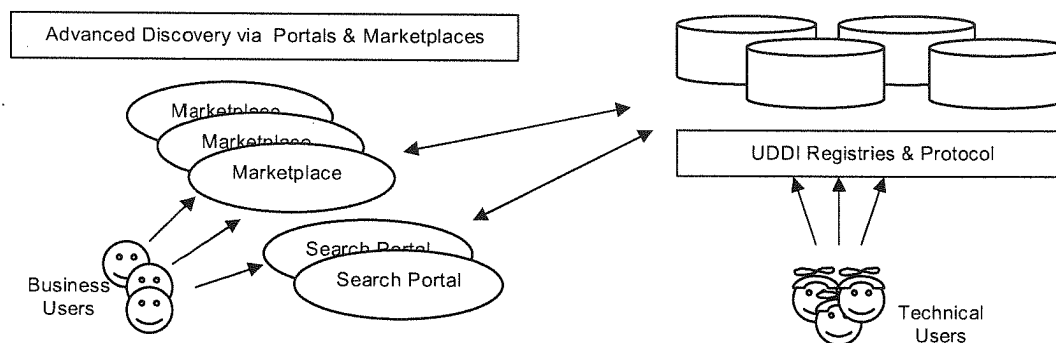 Advanced Discovery via Portals & Marketplaces
Marketplace
Marketplace
Marketplace
UDDI Registries & Protocol
Search Portal
Search Portal
Business
Users
Technical
Users